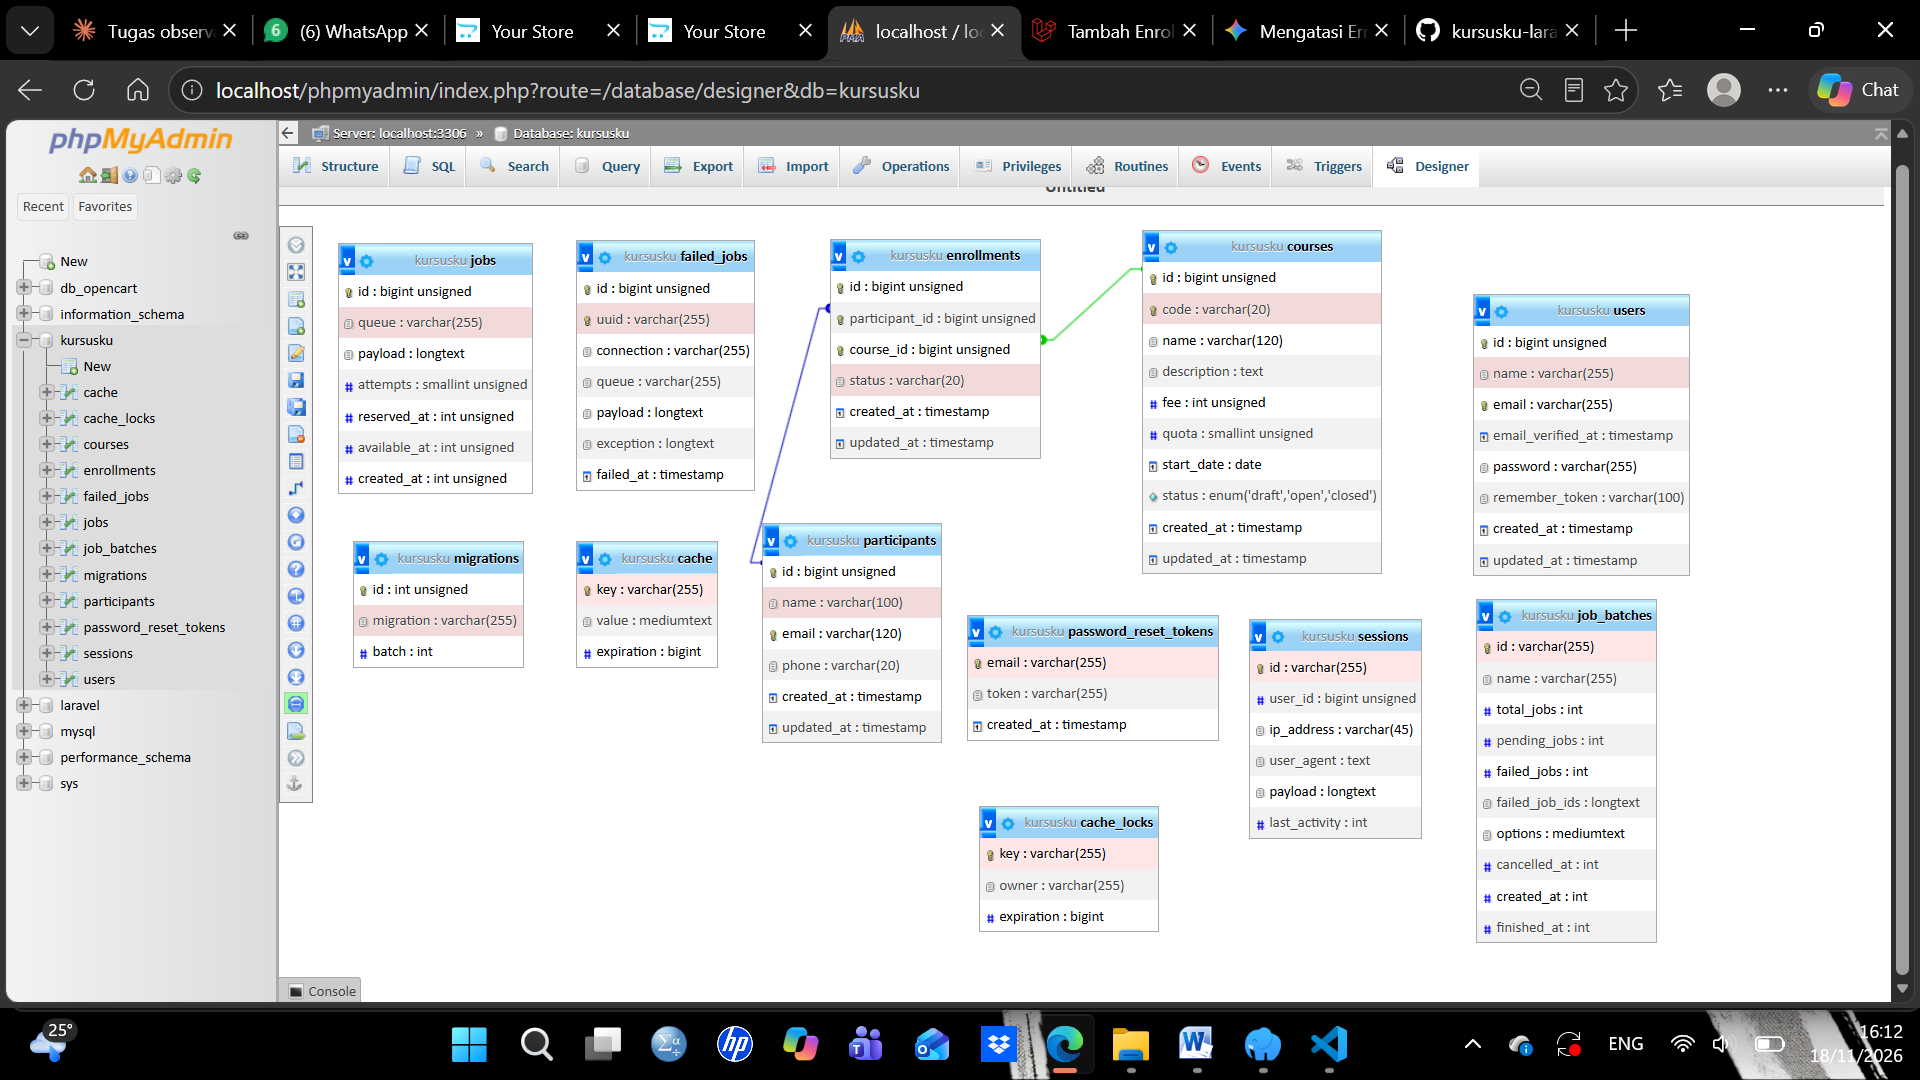 Tugas observ
(6) WhatsApp
Your Store
Your Store
localhost / lo
Tambah Enrol
Mengatasi Err
kursusku-lara
localhost/phpmyadmin/index.php?route=/database/designer&db=kursusku
Chat
phpMyAdmin
Recent
Favorites
New
db_opencart
information_schema
kursusku
New
cache
cache_locks
courses
enrollments
failed_jobs
jobs
job_batches
migrations
participants
password_reset_tokens
sessions
users
laravel
mysql
performance_schema
sys
Server: localhost:3306 » Database: kursusku
Structure
SQL
Search
Query
Export
Import
Operations
Privileges
Routines
Events
Triggers
Designer
Untitled
kursusku jobs
id : bigint unsigned
queue : varchar(255)
payload : longtext
attempts : smallint unsigned
reserved_at : int unsigned
available_at : int unsigned
created_at : int unsigned
kursusku failed_jobs
id : bigint unsigned
uuid : varchar(255)
connection : varchar(255)
queue : varchar(255)
payload : longtext
exception : longtext
failed_at : timestamp
kursusku enrollments
id : bigint unsigned
participant_id : bigint unsigned
course_id : bigint unsigned
status : varchar(20)
created_at : timestamp
updated_at : timestamp
kursusku courses
id : bigint unsigned
code : varchar(20)
name : varchar(120)
description : text
fee : int unsigned
quota : smallint unsigned
start_date : date
status : enum('draft','open','closed')
created_at : timestamp
updated_at : timestamp
kursusku users
id : bigint unsigned
name : varchar(255)
email : varchar(255)
email_verified_at : timestamp
password : varchar(255)
remember_token : varchar(100)
created_at : timestamp
updated_at : timestamp
kursusku migrations
id : int unsigned
migration : varchar(255)
batch : int
kursusku cache
key : varchar(255)
value : mediumtext
expiration : bigint
kursusku participants
id : bigint unsigned
name : varchar(100)
email : varchar(120)
phone : varchar(20)
created_at : timestamp
updated_at : timestamp
kursusku password_reset_tokens
email : varchar(255)
token : varchar(255)
created_at : timestamp
kursusku sessions
id : varchar(255)
user_id : bigint unsigned
ip_address : varchar(45)
user_agent : text
payload : longtext
last_activity : int
kursusku job_batches
id : varchar(255)
name : varchar(255)
total_jobs : int
pending_jobs : int
failed_jobs : int
failed_job_ids : longtext
options : mediumtext
cancelled_at : int
created_at : int
finished_at : int
kursusku cache_locks
key : varchar(255)
owner : varchar(255)
expiration : bigint
Console
25°
ENG
16:12
18/11/2026